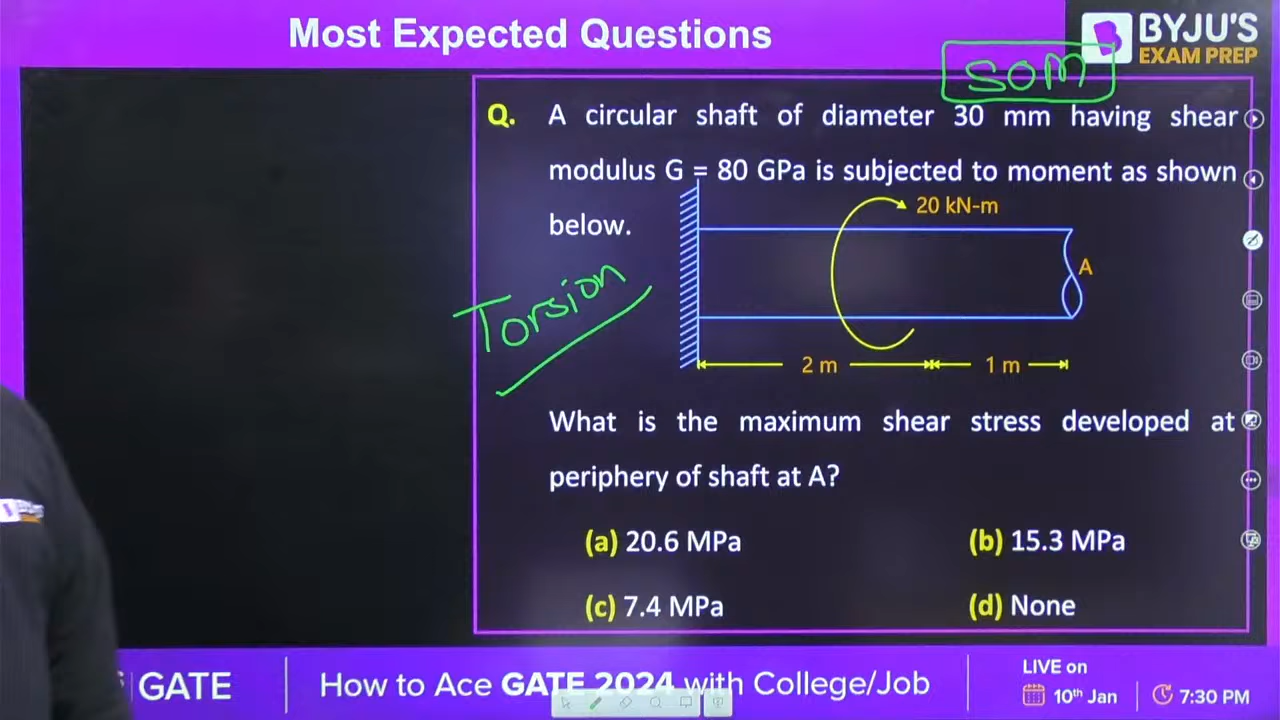 Most Expected Questions
BYJU'S
EXAM PREP
SOM
Q. A circular shaft of diameter 30 mm having shear
modulus G = 80 GPa is subjected to moment as shown
below.
20 kN-m
A
Torsion
2 m
1 m
What is the maximum shear stress developed at
periphery of shaft at A?
(a) 20.6 MPa
(b) 15.3 MPa
(c) 7.4 MPa
(d) None
GATE
How to Ace GATE 2024 with College/Job
LIVE on
10th Jan
7:30 PM